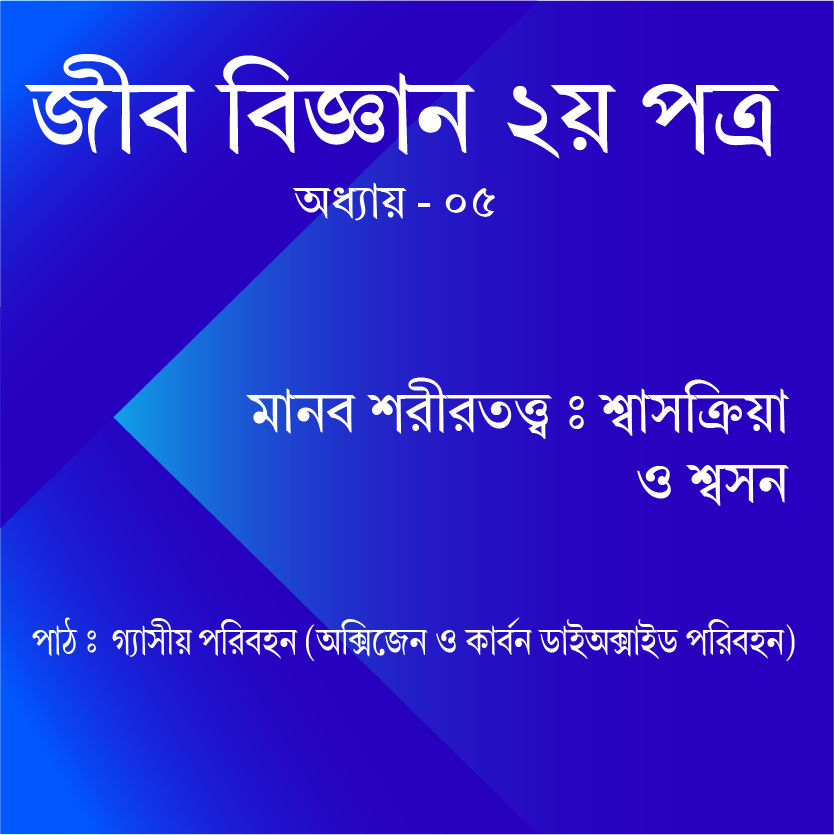 জীব বিজ্ঞান ২য় পত্র
অধ্যায় - ০৫
মানব শরীরতত্ত্ব ঃ শ্বাসক্রিয়া
ও শ্বসন
পাঠ ঃ গ্যাসীয় পরিবহন (অক্সিজেন ও কার্বন ডাইঅক্সাইড পরিবহন)